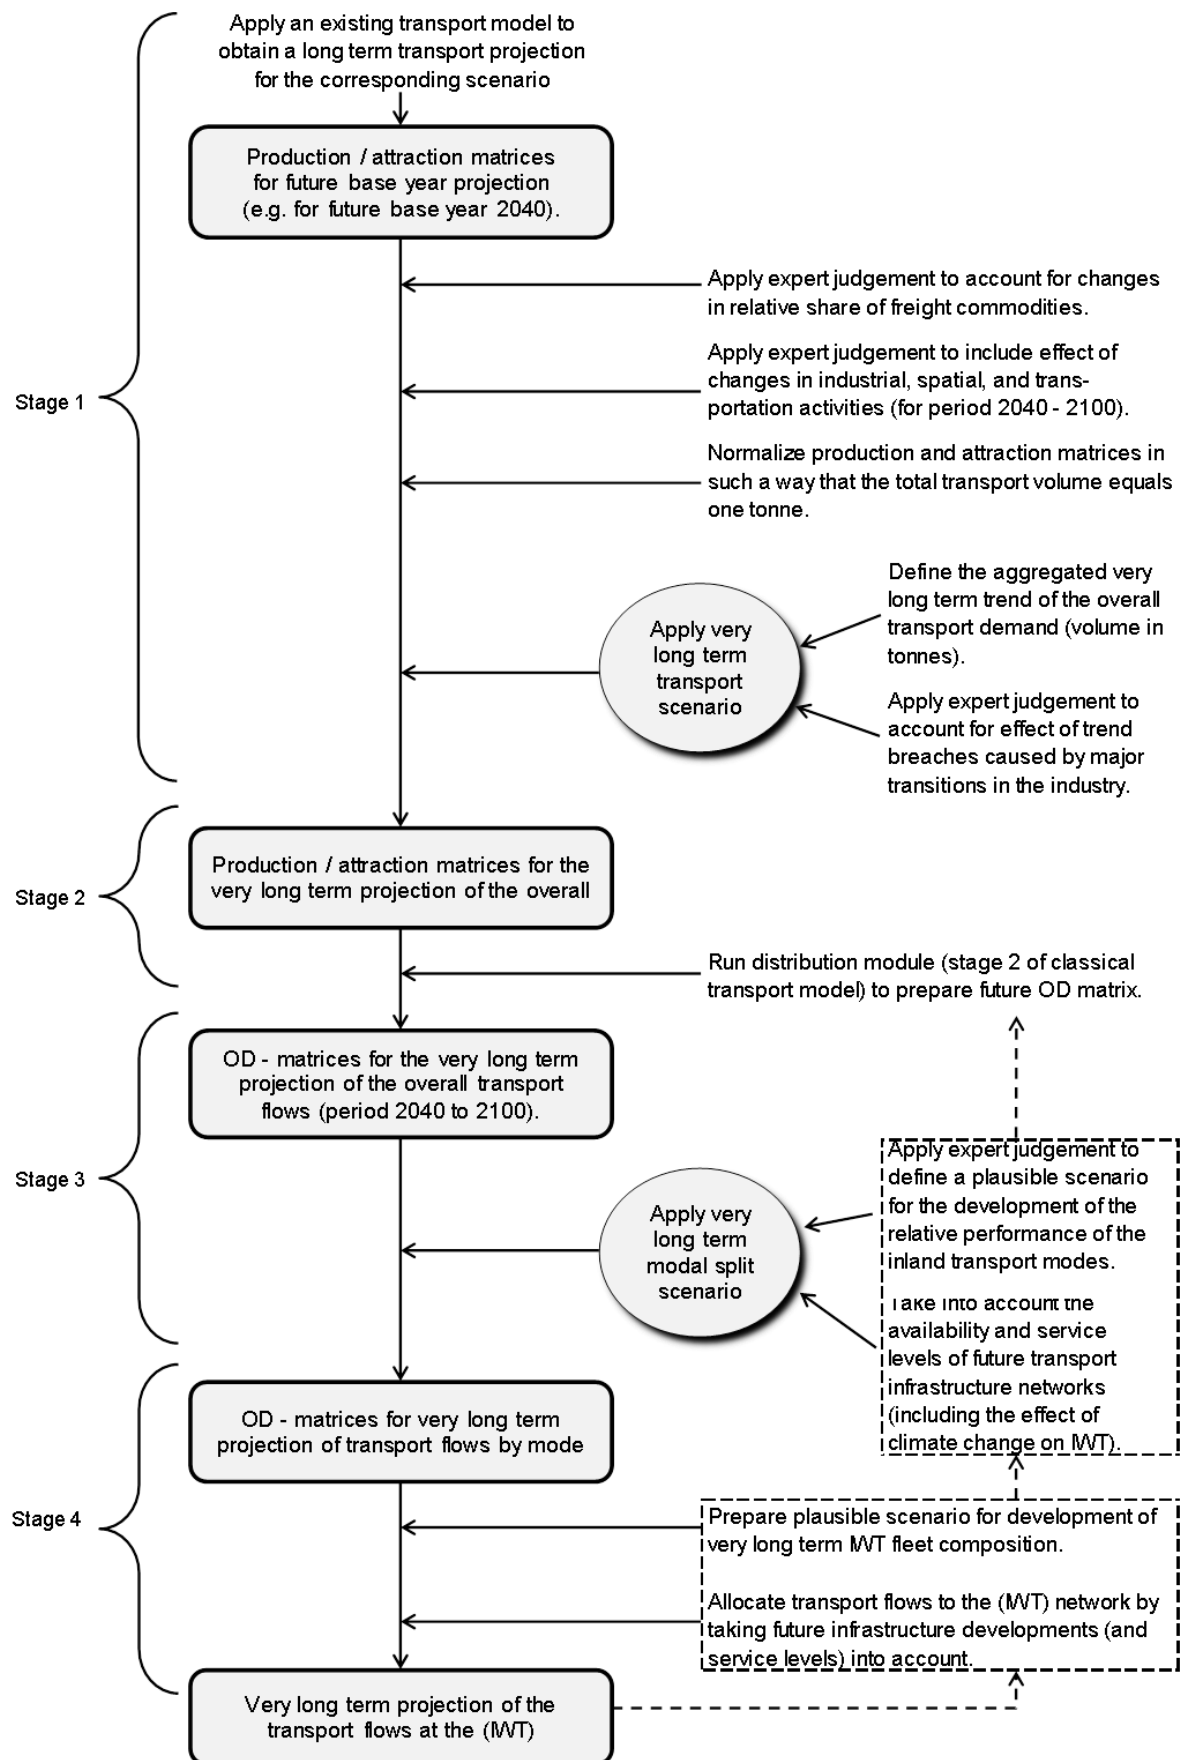 Apply an existing transport model to
obtain a long term transport projection
for the corresponding scenario
Production / attraction matrices
for future base year projection
(e.g. for future base year 2040).
Apply expert judgement to account for changes
in relative share of freight commodities.
Apply expert judgement to include effect of
changes in industrial, spatial, and trans-
portation activities (for period 2040 - 2100).
Stage 1
Normalize production and attraction matrices in
such a way that the total transport volume equals
one tonne.
Define the aggregated very
long term trend of the overall
transport demand (volume in
tonnes).
Apply very
long term
transport
scenario
Apply expert judgement to
account for effect of trend
breaches caused by major
transitions in the industry.
Stage 2
Production / attraction matrices for the
very long term projection of the overall
Run distribution module (stage 2 of classical
transport model) to prepare future OD matrix.
OD - matrices for the very long term
projection of the overall transport
flows (period 2040 to 2100).
Stage 3
Apply very
long term
modal split
scenario
Apply expert judgement to
define a plausible scenario
for the development of the
relative performance of the
inland transport modes.
Take into account the
availability and service
levels of future transport
infrastructure networks
(including the effect of
climate change on IWT).
OD - matrices for very long term
projection of transport flows by mode
Stage 4
Prepare plausible scenario for development of
very long term IWT fleet composition.
Allocate transport flows to the (IWT) network by
taking future infrastructure developments (and
service levels) into account.
Very long term projection of the
transport flows at the (IWT)